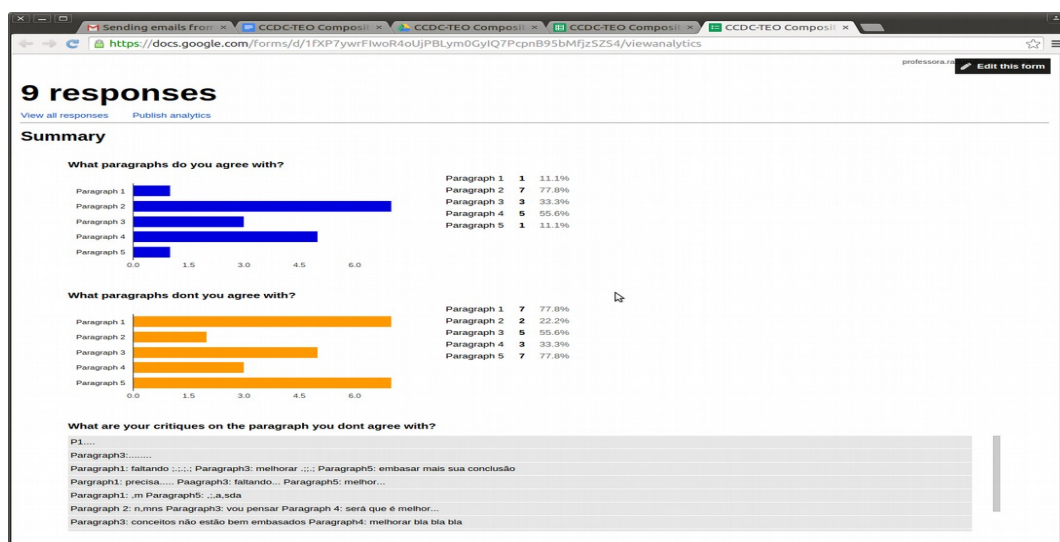 Sending emails from
CCDC-TEO Composit
CCDC-TEO Composit
CCDC-TEO Composit
CCDC-TEO Composit
https://docs.google.com/forms/d/1fXP7ywrFlwoR4oUjPBLym0GyIQ7PcpnB95bMfjzSZS4/viewanalytics
professora.ra
Edit this form
9 responses
View all responses Publish analytics
Summary
What paragraphs do you agree with?
Paragraph 1
Paragraph 2
Paragraph 3
Paragraph 4
Paragraph 5
0.0 1.5 3.0 4.5 6.0
Paragraph 1 1 11.1%
Paragraph 2 7 77.8%
Paragraph 3 3 33.3%
Paragraph 4 5 55.6%
Paragraph 5 1 11.1%
What paragraphs dont you agree with?
Paragraph 1
Paragraph 2
Paragraph 3
Paragraph 4
Paragraph 5
0.0 1.5 3.0 4.5 6.0
Paragraph 1 7 77.8%
Paragraph 2 2 22.2%
Paragraph 3 5 55.6%
Paragraph 4 3 33.3%
Paragraph 5 7 77.8%
What are your critiques on the paragraph you dont agree with?
P1....
Paragraph3:........
Paragraph1: faltando ;.;.;.; Paragraph3: melhorar .;;.; Paragraph5: embasar mais sua conclusão
Pargraph1: precisa..... Paagraph3: faltando... Paragraph5: melhor...
Paragraph1: ,m Paragraph5: ,;,a,sda
Paragraph 2: n,mns Paragraph3: vou pensar Paragraph 4: será que é melhor...
Paragraph3: conceitos não estão bem embasados Paragraph4: melhorar bla bla bla